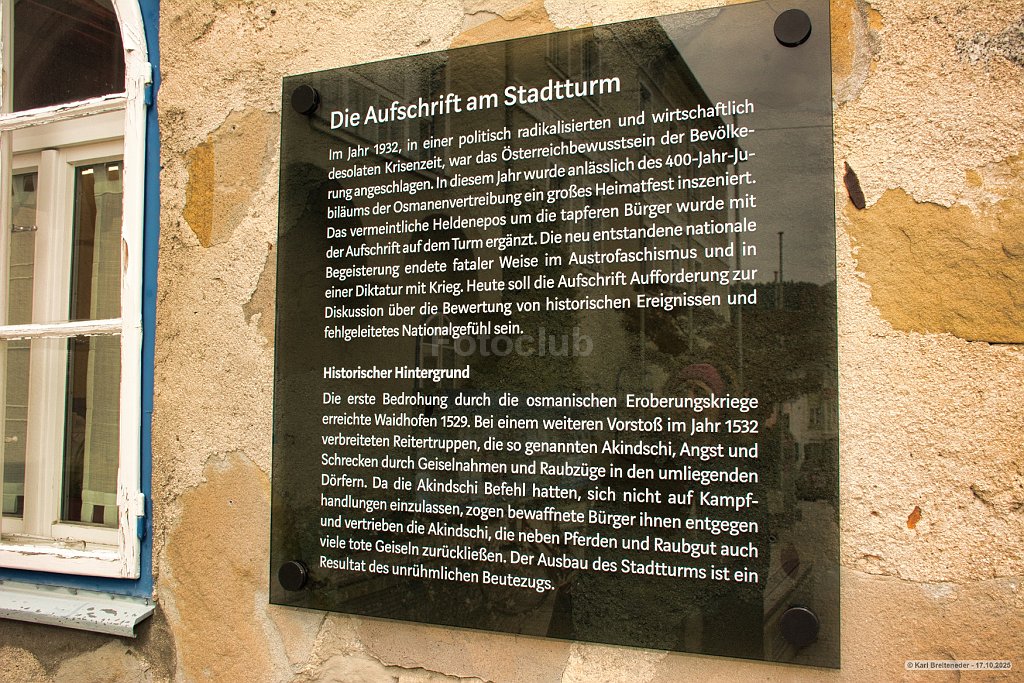 Die Aufschrift am Stadtturm
Im Jahr 1932, in einer politisch radikalisierten und wirtschaftlich
desolaten Krisenzeit, war das Österreichbewusstsein der Bevölke-
rung angeschlagen. In diesem Jahr wurde anlässlich des 400-Jahr-Ju-
biläums der Osmanenvertreibung ein großes Heimatfest inszeniert.
Das vermeintliche Heldenepos um die tapferen Bürger wurde mit
der Aufschrift auf dem Turm ergänzt. Die neu entstandene nationale
Begeisterung endete fataler Weise im Austrofaschismus und in
einer Diktatur mit Krieg. Heute soll die Aufschrift Aufforderung zur
Diskussion über die Bewertung von historischen Ereignissen und
fehlgeleitetes Nationalgefühl sein.
Fotoclub
Historischer Hintergrund
Die erste Bedrohung durch die osmanischen Eroberungskriege
erreichte Waidhofen 1529. Bei einem weiteren Vorstoß im Jahr 1532
verbreiteten Reitertruppen, die so genannten Akindschi, Angst und
Schrecken durch Geiselnahmen und Raubzüge in den umliegenden
Dörfern. Da die Akindschi Befehl hatten, sich nicht auf Kampf-
handlungen einzulassen, zogen bewaffnete Bürger ihnen entgegen
und vertrieben die Akindschi, die neben Pferden und Raubgut auch
viele tote Geiseln zurückließen. Der Ausbau des Stadtturms ist ein
Resultat des unrühmlichen Beutezugs.
© Karl Breiteneder - 17.10.2025